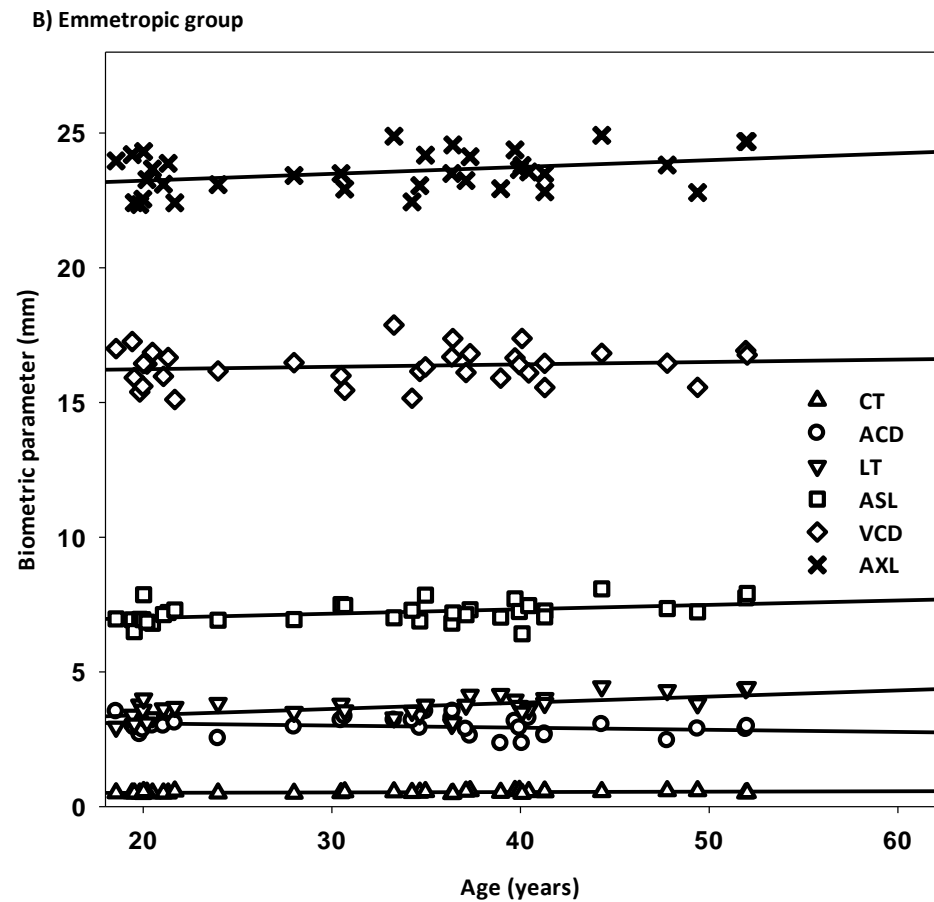 B) Emmetropic group
25
20
15
10
5
0
Biometric parameter (mm)
CT
ACD
LT
ASL
VCD
AXL
20 30 40 50 60
Age (years)